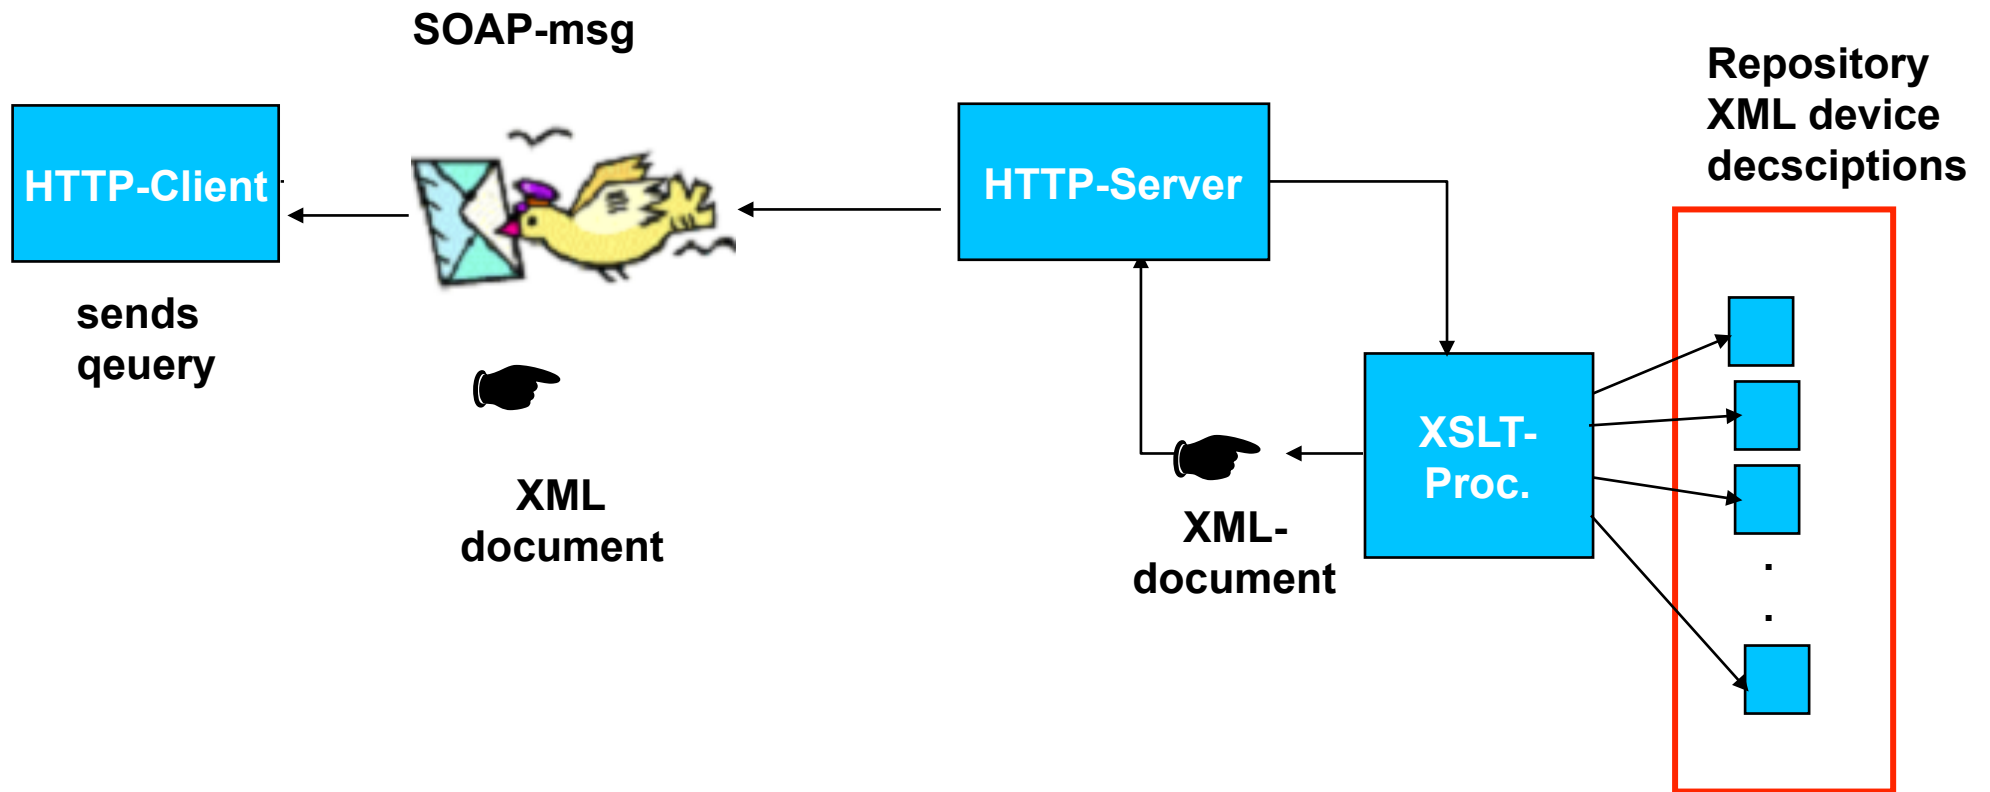 SOAP-msg
Repository
XML device
decsciptions
HTTP-Client
HTTP-Server
sends
qeuery
XSLT-
Proc.
XML
document
XML-
document
.
.